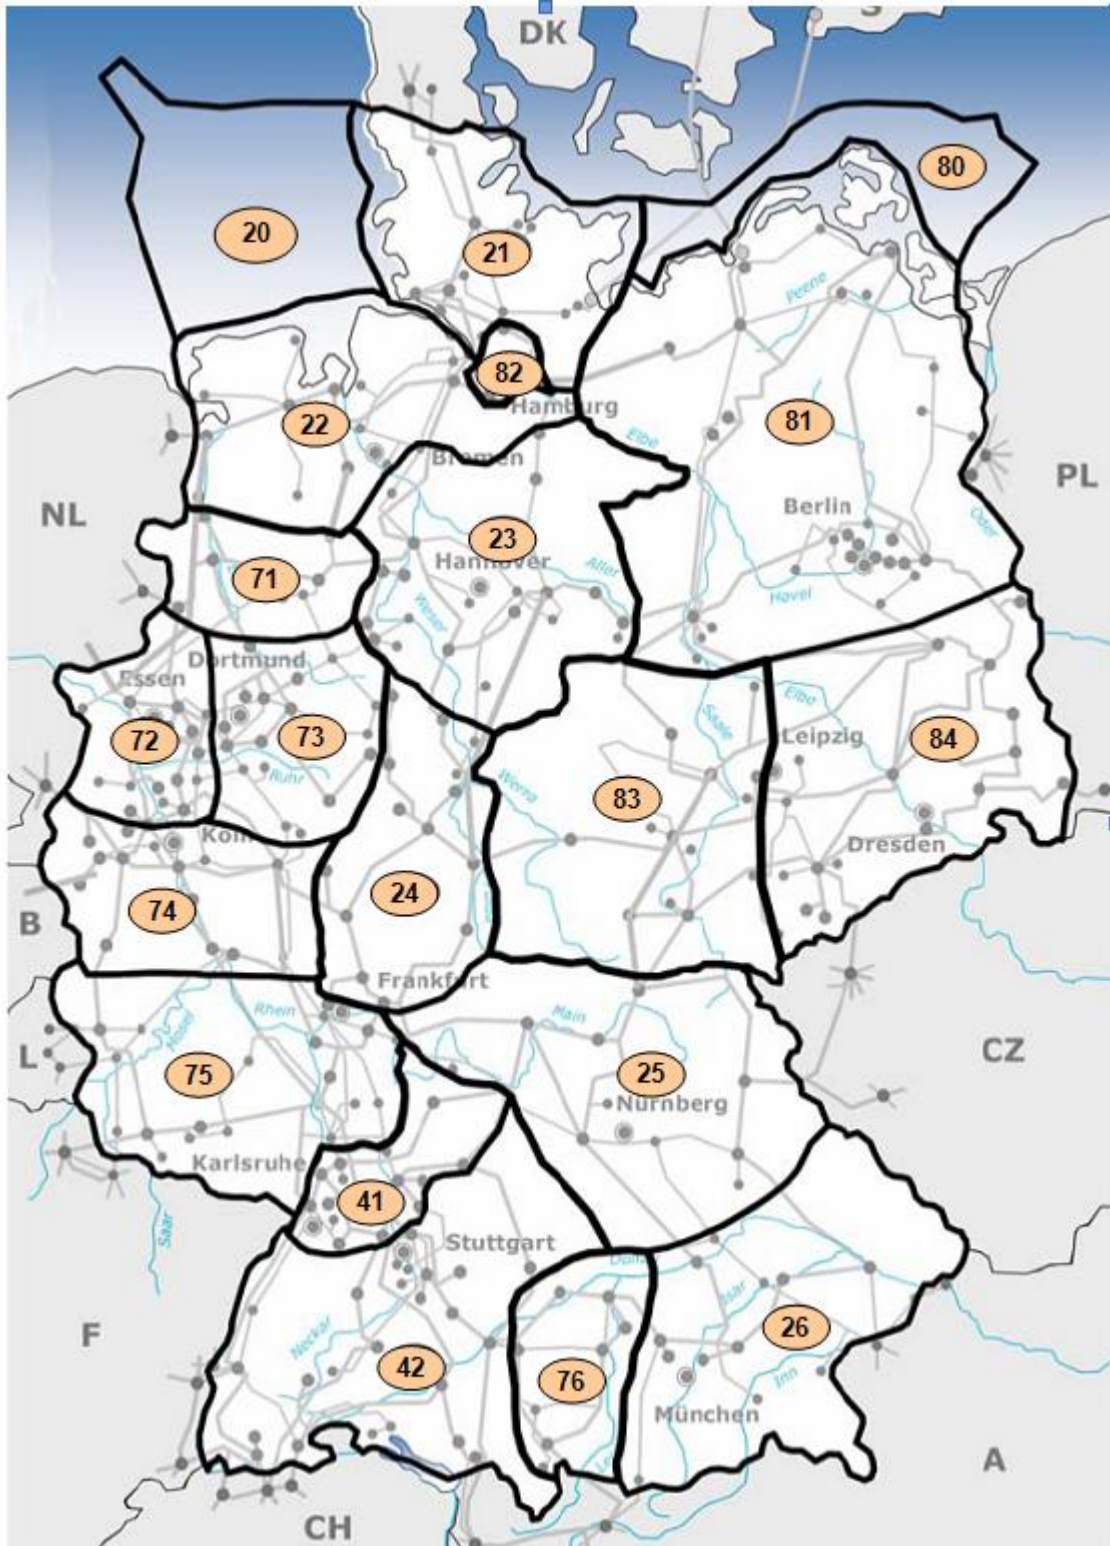 DK
S
80
20
21
Peene
82
Hamburg
81
22
Elbe
Bremen
PL
NL
Berlin
Oder
23
Hannover
Aller
71
Havel
Weser
Dortmund
Essen
Elbe
Saale
72
73
Leipzig
84
Ruhr
Werra
83
Köln
Dresden
24
74
B
Frankfurt
Rhein
Main
Mosel
L
CZ
75
25
Nürnberg
Karlsruhe
41
Saar
Stuttgart
Isar
26
Neckar
F
42
76
Inn
München
A
CH